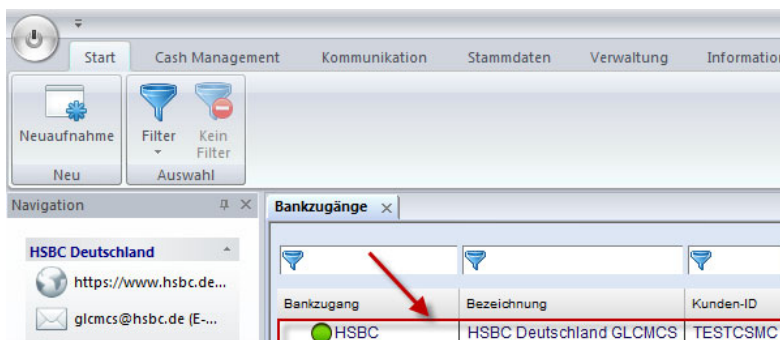 Start Cash Management Kommunikation Stammdaten Verwaltung Information
Neuaufnahme Filter Kein Filter
Neu Auswahl
Navigation
Bankzugänge
HSBC Deutschland
https://www.hsbc.de...
glcmcs@hsbc.de (E-...
Bankzugang Bezeichnung Kunden-ID
HSBC HSBC Deutschland GLCMCS TESTCSMC